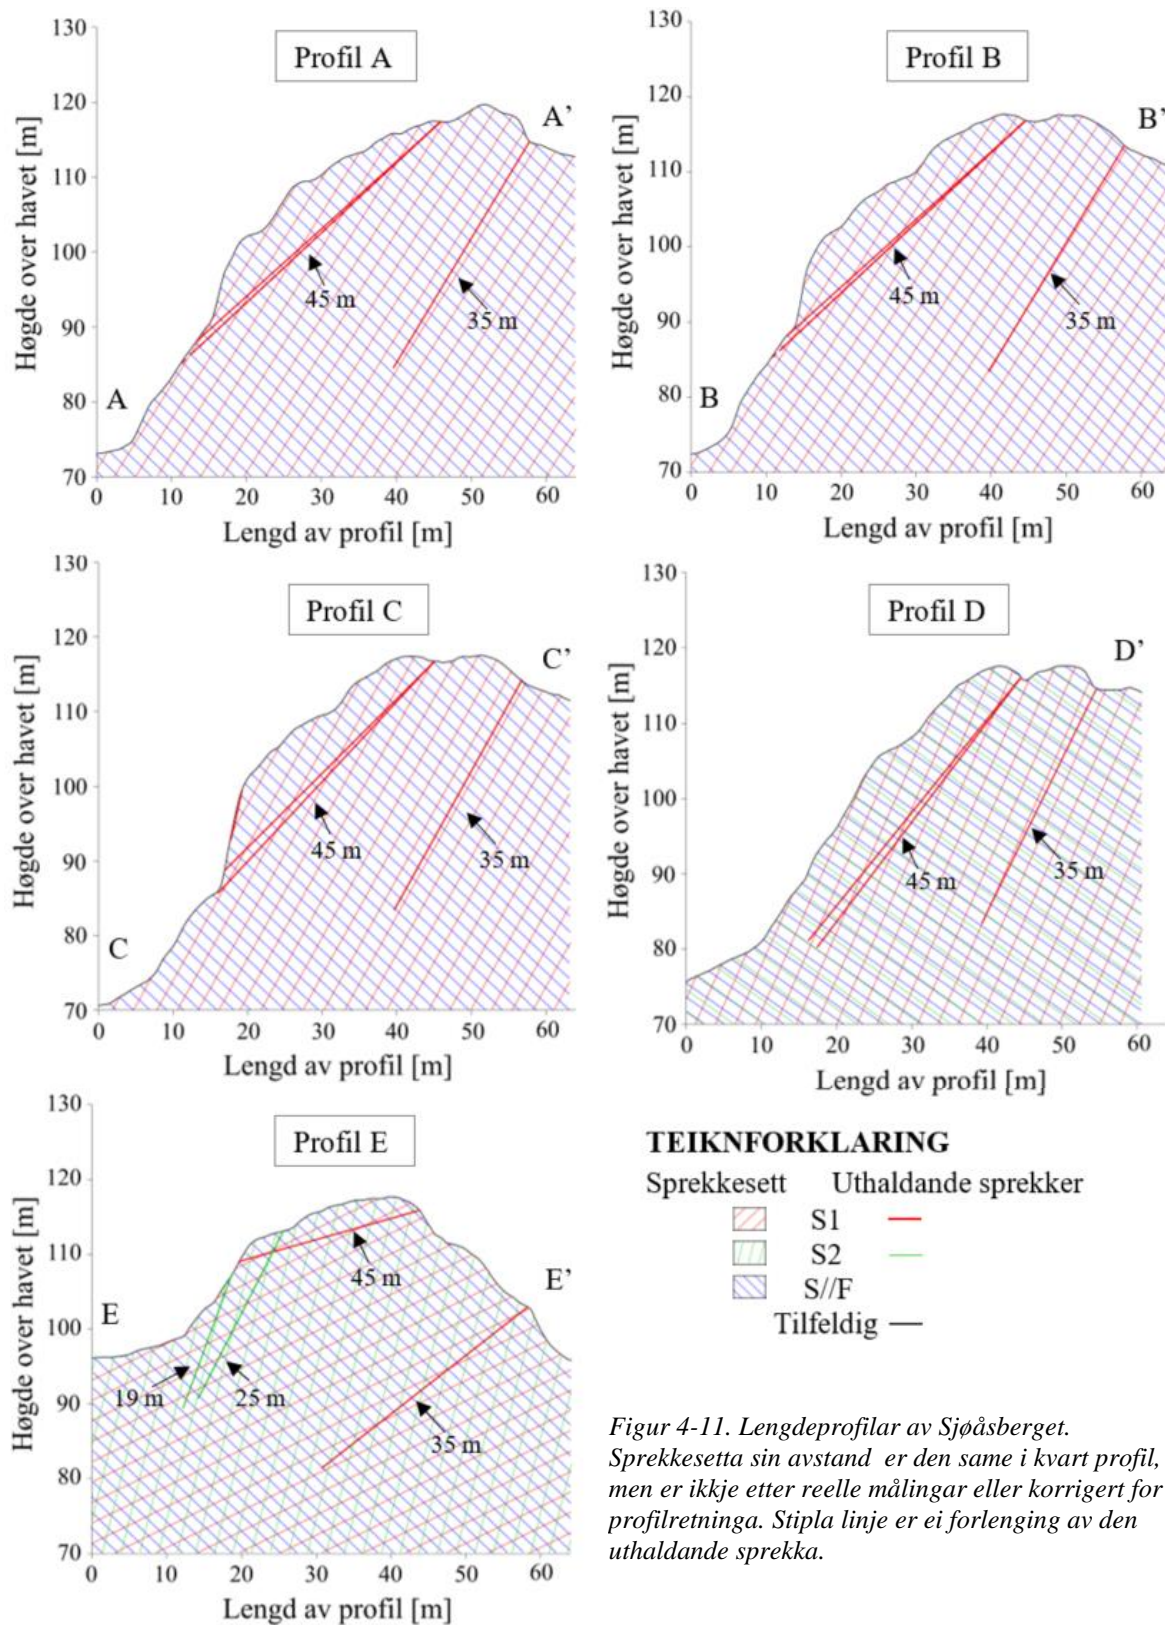 Profil A
Høgde over havet [m]
130
120
110
100
90
80
70
A
A'
45 m
35 m
0 10 20 30 40 50 60
Lengd av profil [m]
Profil B
Høgde over havet [m]
130
120
110
100
90
80
70
B
B'
45 m
35 m
0 10 20 30 40 50 60
Lengd av profil [m]
Profil C
Høgde over havet [m]
130
120
110
100
90
80
70
C
C'
45 m
35 m
0 10 20 30 40 50 60
Lengd av profil [m]
Profil D
Høgde over havet [m]
130
120
110
100
90
80
70
D'
45 m
35 m
0 10 20 30 40 50 60
Lengd av profil [m]
Profil E
Høgde over havet [m]
130
120
110
100
90
80
70
E
E'
45 m
19 m
25 m
35 m
0 10 20 30 40 50 60
Lengd av profil [m]
TEIKNFORKLARING
Sprekkesett Uthaldande sprekker
S1
S2
S//F
Tilfeldig
Figur 4-11. Lengdeprofilar av Sjøåsberget.
Sprekkesetta sin avstand er den same i kvart profil,
men er ikkje etter reelle målingar eller korrigert for
profilretninga. Stipla linje er ei forlenging av den
uthaldande sprekka.